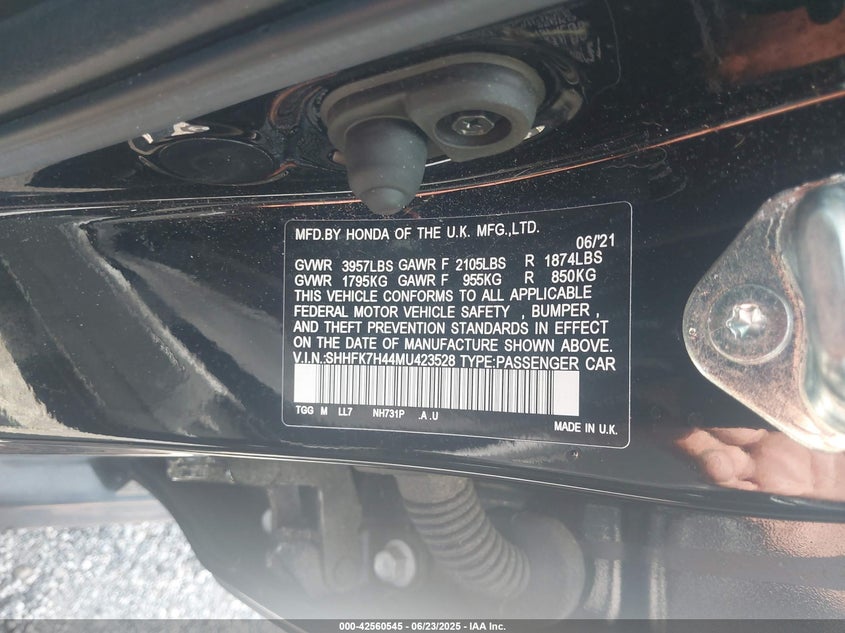 MFD.BY HONDA OF THE U.K. MFG.,LTD.
06/'21
GVWR 3957LBS GAWR F 2105LBS R 1874LBS
GVWR 1795KG GAWR F 955KG R 850KG
THIS VEHICLE CONFORMS TO ALL APPLICABLE
FEDERAL MOTOR VEHICLE SAFETY , BUMPER ,
AND THEFT PREVENTION STANDARDS IN EFFECT
ON THE DATE OF MANUFACTURE SHOWN ABOVE.
V.I.N.:SHHFK7H44MU423528 TYPE:PASSENGER CAR
TGG M LL7 NH731P .A.U
MADE IN U.K.
000-42560545 / 06/23/2025 - IAA Inc.